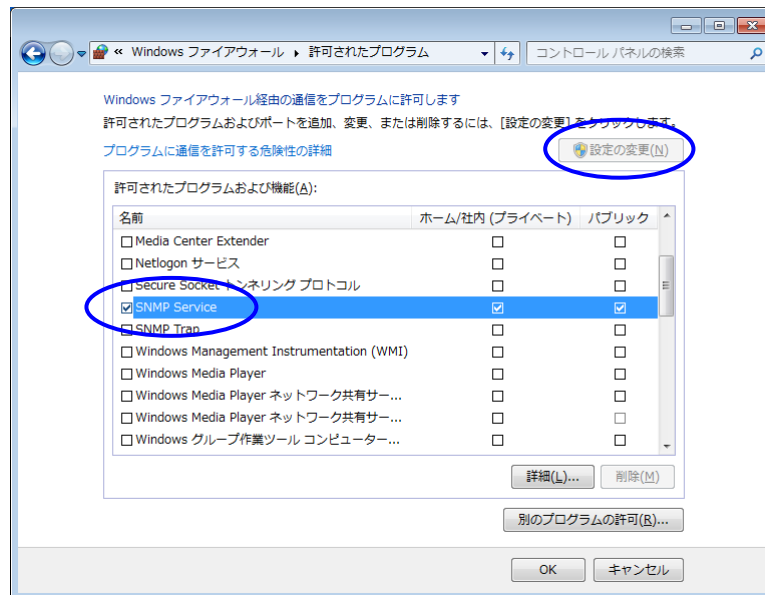 « Windows ファイアウォール ▸ 許可されたプログラム
コントロール パネルの検索
Windows ファイアウォール経由の通信をプログラムに許可します
許可されたプログラムおよびポートを追加、変更、または削除するには、[設定の変更] をクリックします。
プログラムに通信を許可する危険性の詳細
設定の変更(N)
許可されたプログラムおよび機能(A):
名前 ホーム/社内 (プライベート) パブリック
Media Center Extender
Netlogon サービス
Secure Socket トンネリング プロトコル
SNMP Service
SNMP Trap
Windows Management Instrumentation (WMI)
Windows Media Player
Windows Media Player ネットワーク共有サー...
Windows Media Player ネットワーク共有サー...
Windows グループ作業ツール コンピューター...
詳細(L)... 削除(M)
別のプログラムの許可(R)...
OK キャンセル